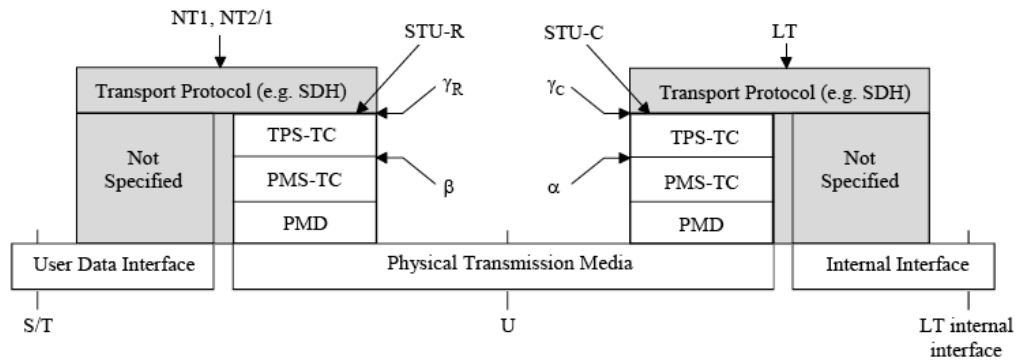 NT1, NT2/1
STU-R
STU-C
LT
Transport Protocol (e.g. SDH)
γR
γC
Transport Protocol (e.g. SDH)
Not
Specified
TPS-TC
PMS-TC
PMD
β
α
TPS-TC
PMS-TC
PMD
Not
Specified
User Data Interface
Physical Transmission Media
Internal Interface
S/T
U
LT internal
interface